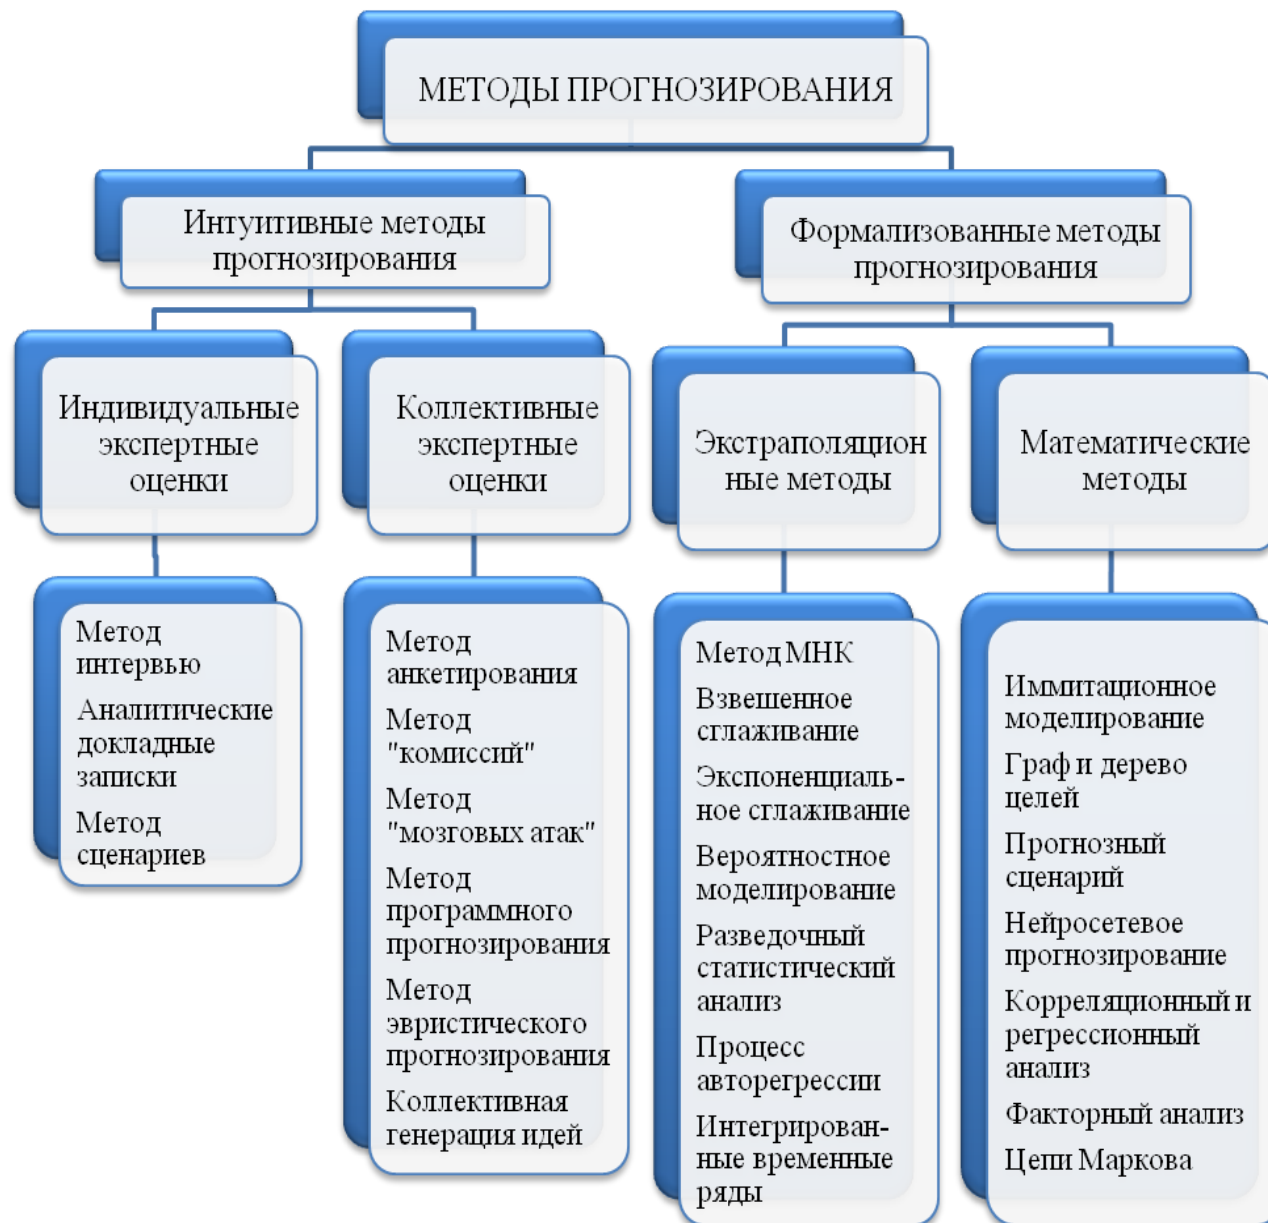 МЕТОДЫ ПРОГНОЗИРОВАНИЯ
Интуитивные методы
прогнозирования
Формализованные методы
прогнозирования
Индивидуальные
экспертные
оценки
Коллективные
экспертные
оценки
Экстраполяцион
ные методы
Математические
методы
Метод
интервью
Аналитические
докладные
записки
Метод
сценариев
Метод
анкетирования
Метод
"комиссий"
Метод
"мозговых атак"
Метод
программного
прогнозирования
Метод
эвристического
прогнозирования
Коллективная
генерация идей
Метод МНК
Взвешенное
сглаживание
Экспоненциаль-
ное сглаживание
Вероятностное
моделирование
Разведочный
статистический
анализ
Процесс
авторегрессии
Интегрирован-
ные временные
ряды
Иммитационное
моделирование
Граф и дерево
целей
Прогнозный
сценарий
Нейросетевое
прогнозирование
Корреляционный и
регрессионный
анализ
Факторный анализ
Цепи Маркова